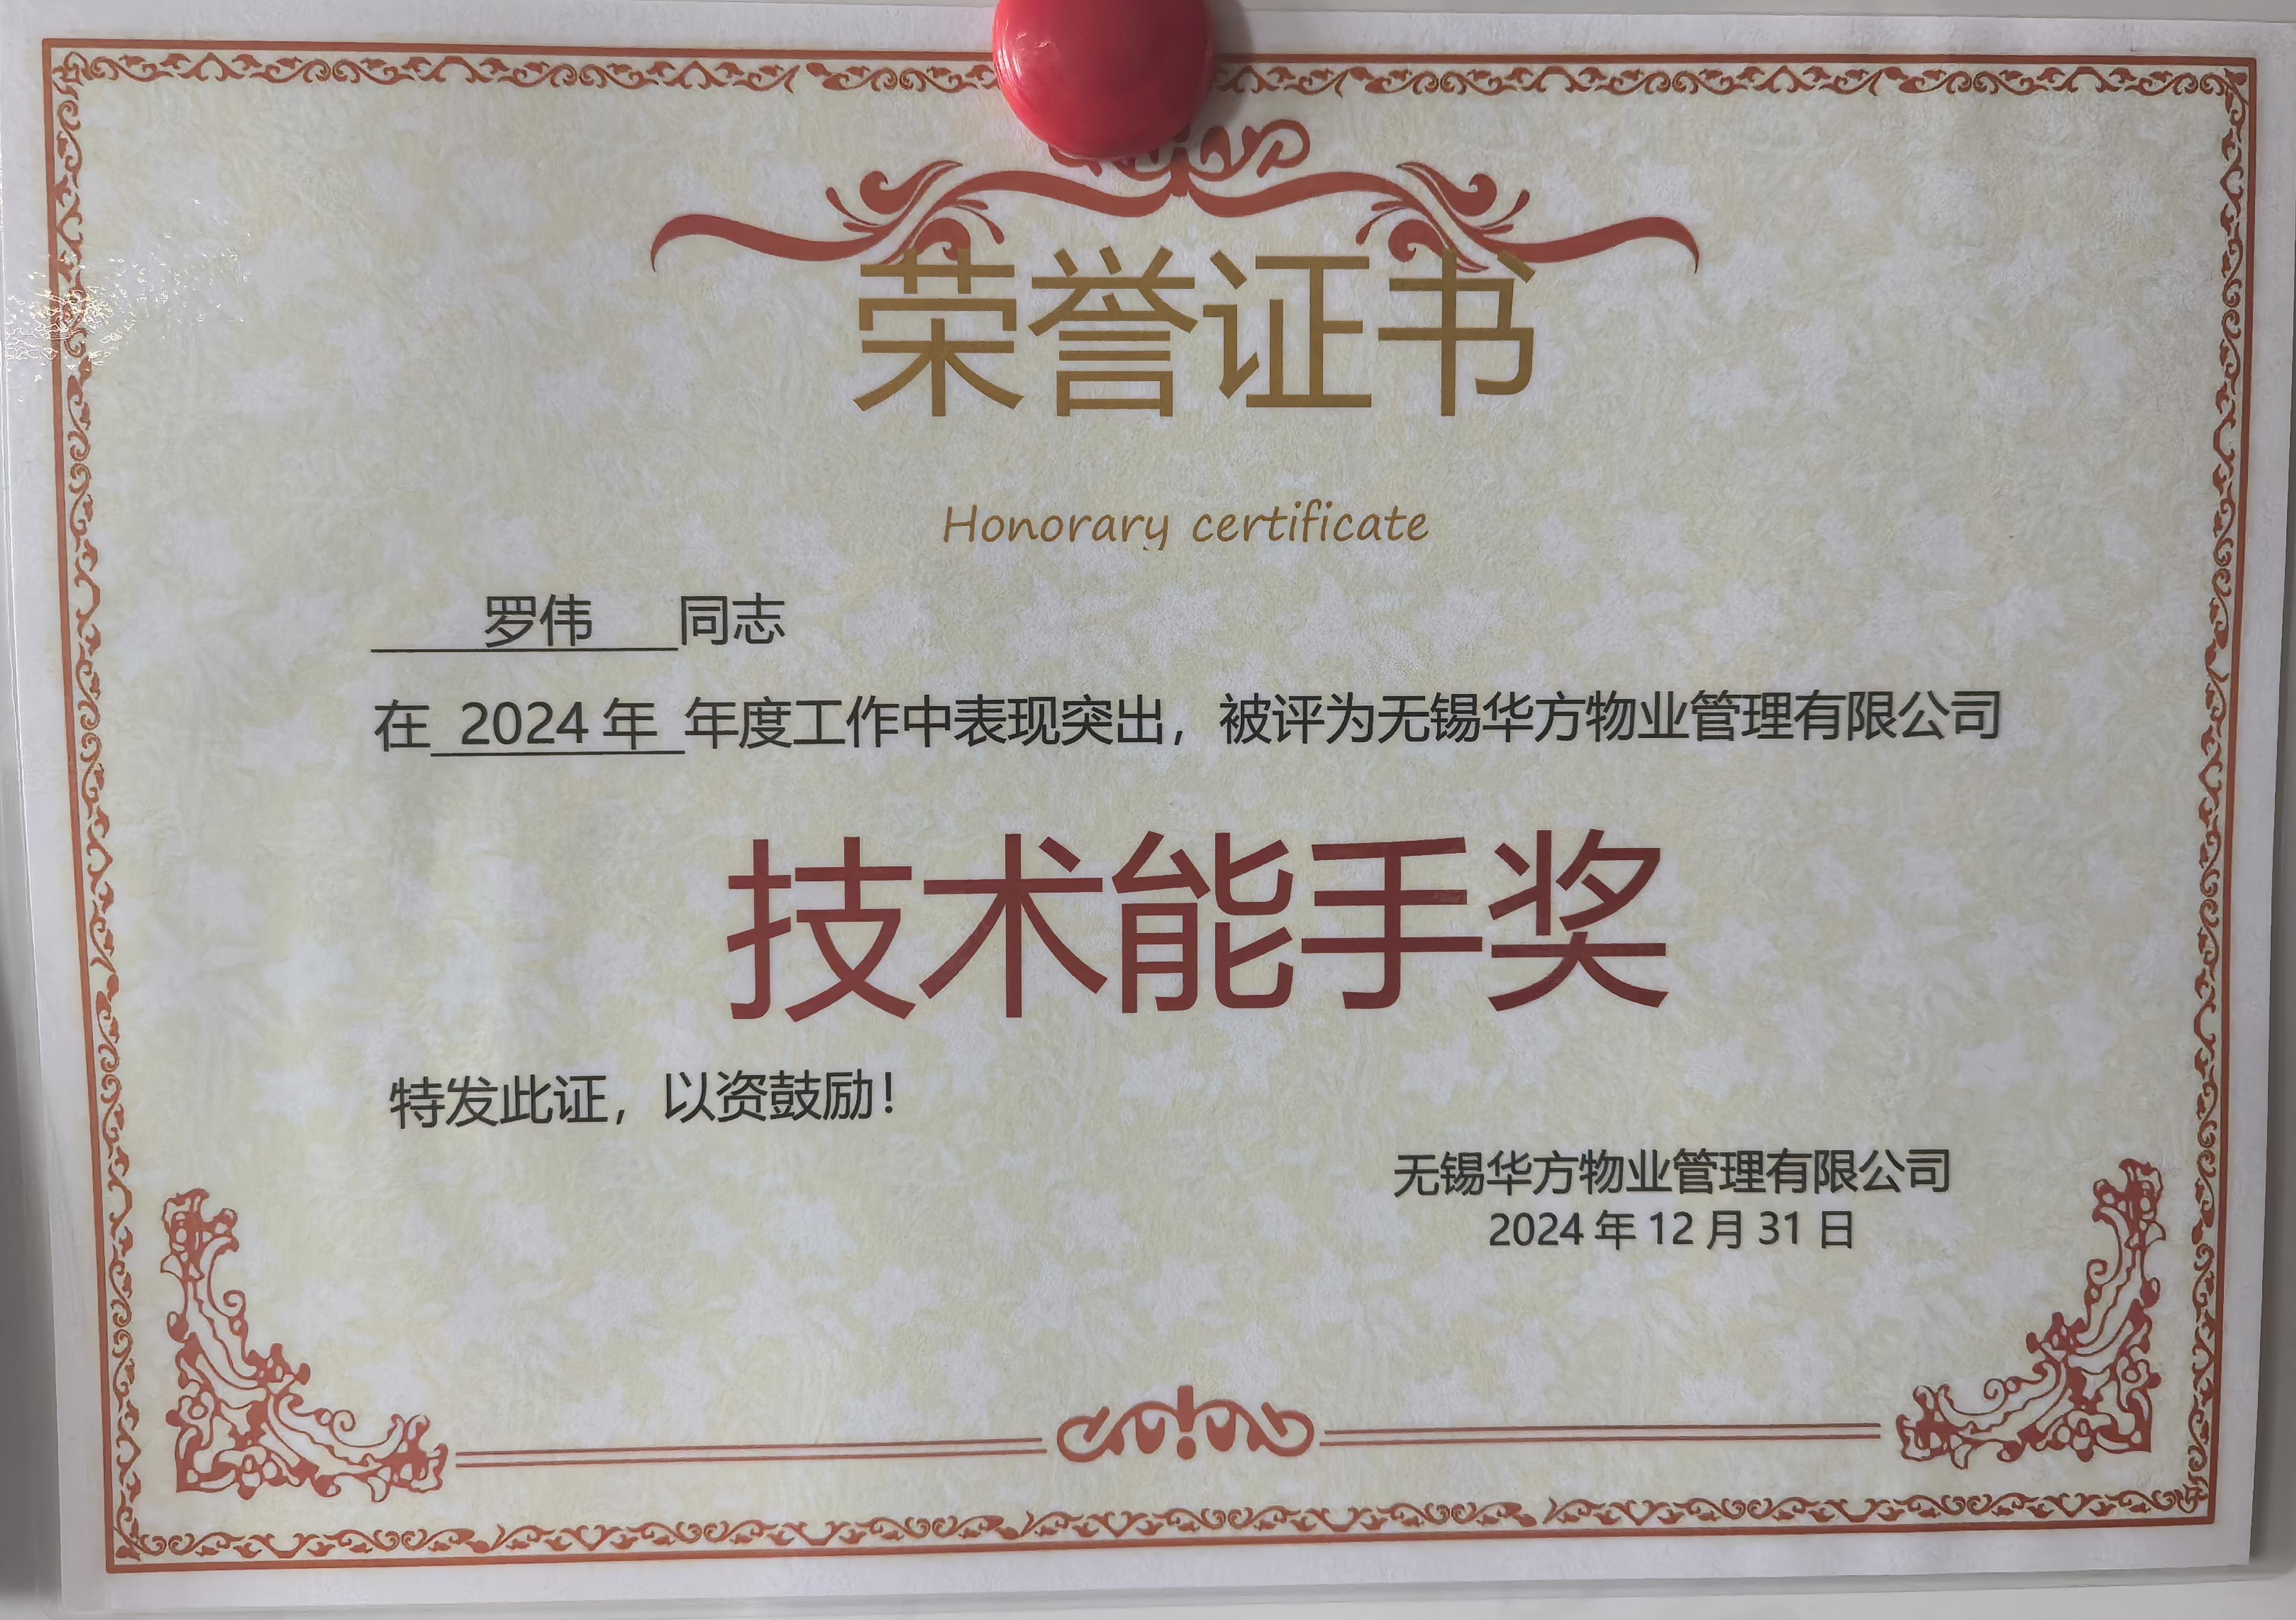 荣誉证书
Honorary certificate
罗伟 同志
在 2024 年 年度工作中表现突出，被评为无锡华方物业管理有限公司
技术能手奖
特发此证，以资鼓励！
无锡华方物业管理有限公司
2024 年 12 月 31 日